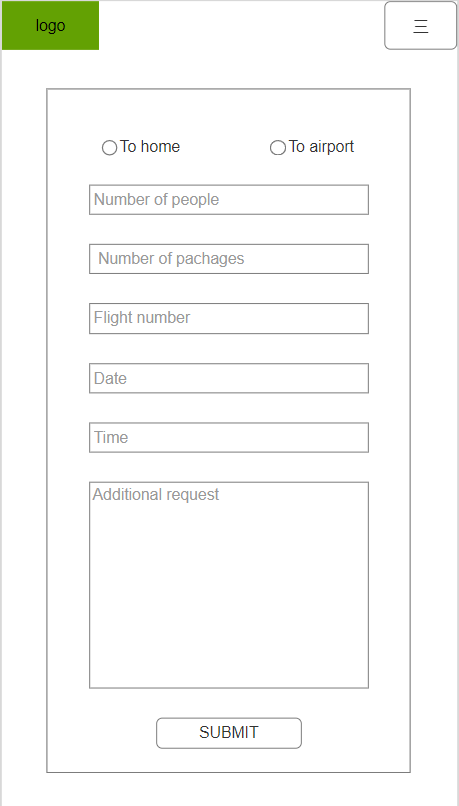 logo
To home To airport
Number of people
Number of pachages
Flight number
Date
Time
Additional request
SUBMIT